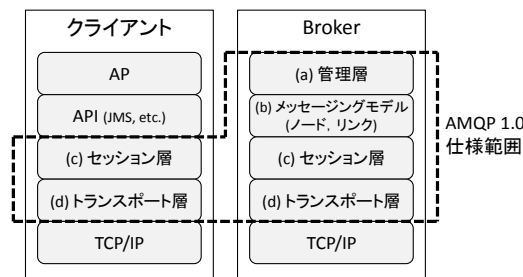 クライアント
AP
API (JMS, etc.)
(c) セッション層
(d) トランスポート層
TCP/IP
Broker
(a) 管理層
(b) メッセージングモデル
(ノード, リンク)
(c) セッション層
(d) トランスポート層
TCP/IP
AMQP 1.0
仕様範囲